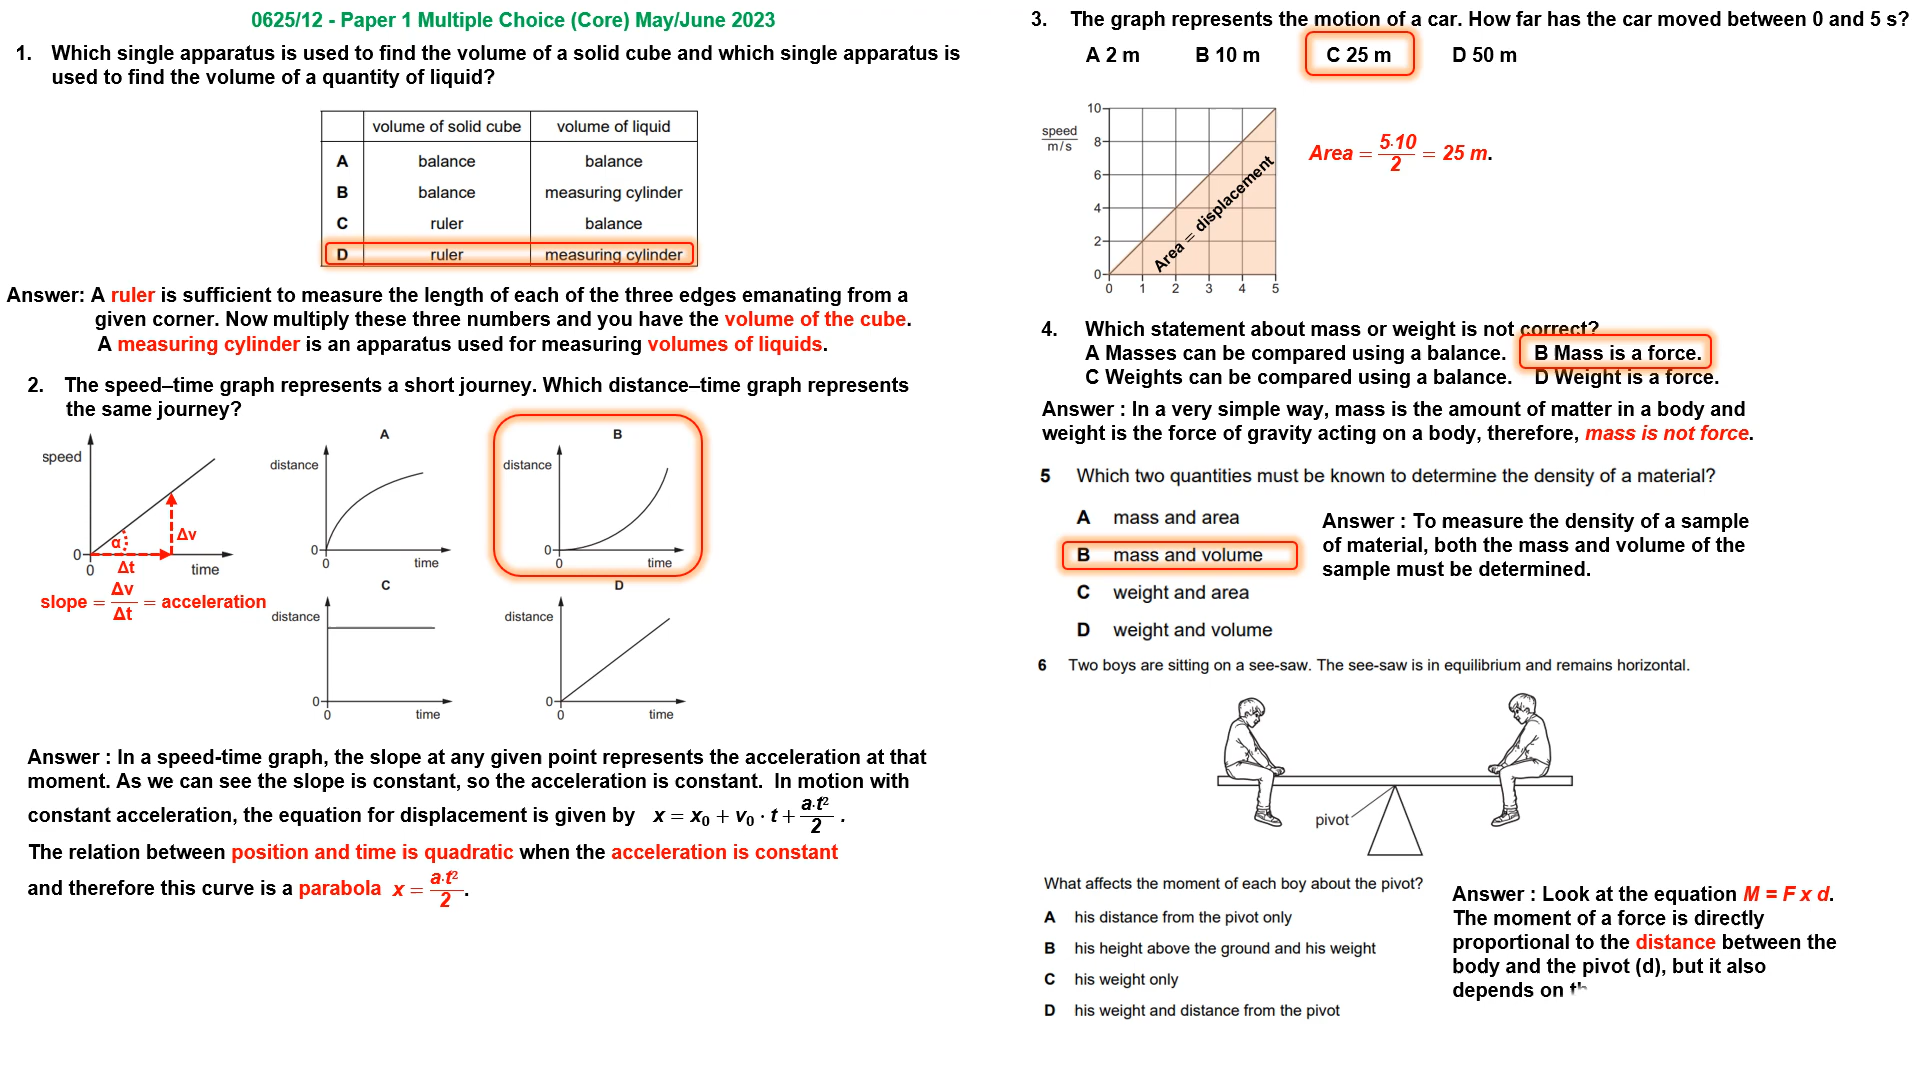 0625/12 - Paper 1 Multiple Choice (Core) May/June 2023
1. Which single apparatus is used to find the volume of a solid cube and which single apparatus is
used to find the volume of a quantity of liquid?
volume of solid cube volume of liquid
A balance balance
B balance measuring cylinder
C ruler balance
D ruler measuring cylinder
Answer: A ruler is sufficient to measure the length of each of the three edges emanating from a
given corner. Now multiply these three numbers and you have the volume of the cube.
A measuring cylinder is an apparatus used for measuring volumes of liquids.
2. The speed–time graph represents a short journey. Which distance–time graph represents
the same journey?
speed
0
0
time
α
Δv
Δt
slope = Δv/Δt = acceleration
A
distance
0
0
time
B
distance
0
0
time
C
distance
0
0
time
D
distance
0
0
time
Answer : In a speed-time graph, the slope at any given point represents the acceleration at that
moment. As we can see the slope is constant, so the acceleration is constant. In motion with
constant acceleration, the equation for displacement is given by x = x₀ + v₀ · t + a·t²/2 .
The relation between position and time is quadratic when the acceleration is constant
and therefore this curve is a parabola x = a·t²/2 .
3. The graph represents the motion of a car. How far has the car moved between 0 and 5 s?
A 2 m B 10 m C 25 m D 50 m
speed
m/s
10
8
6
4
2
0
0 1 2 3 4 5
Area = displacement
Area = 5·10/2 = 25 m.
4. Which statement about mass or weight is not correct?
A Masses can be compared using a balance. B Mass is a force.
C Weights can be compared using a balance. D Weight is a force.
Answer : In a very simple way, mass is the amount of matter in a body and
weight is the force of gravity acting on a body, therefore, mass is not force.
5 Which two quantities must be known to determine the density of a material?
A mass and area
B mass and volume
C weight and area
D weight and volume
Answer : To measure the density of a sample
of material, both the mass and volume of the
sample must be determined.
6 Two boys are sitting on a see-saw. The see-saw is in equilibrium and remains horizontal.
pivot
What affects the moment of each boy about the pivot?
A his distance from the pivot only
B his height above the ground and his weight
C his weight only
D his weight and distance from the pivot
Answer : Look at the equation M = F x d.
The moment of a force is directly
proportional to the distance between the
body and the pivot (d), but it also
depends on